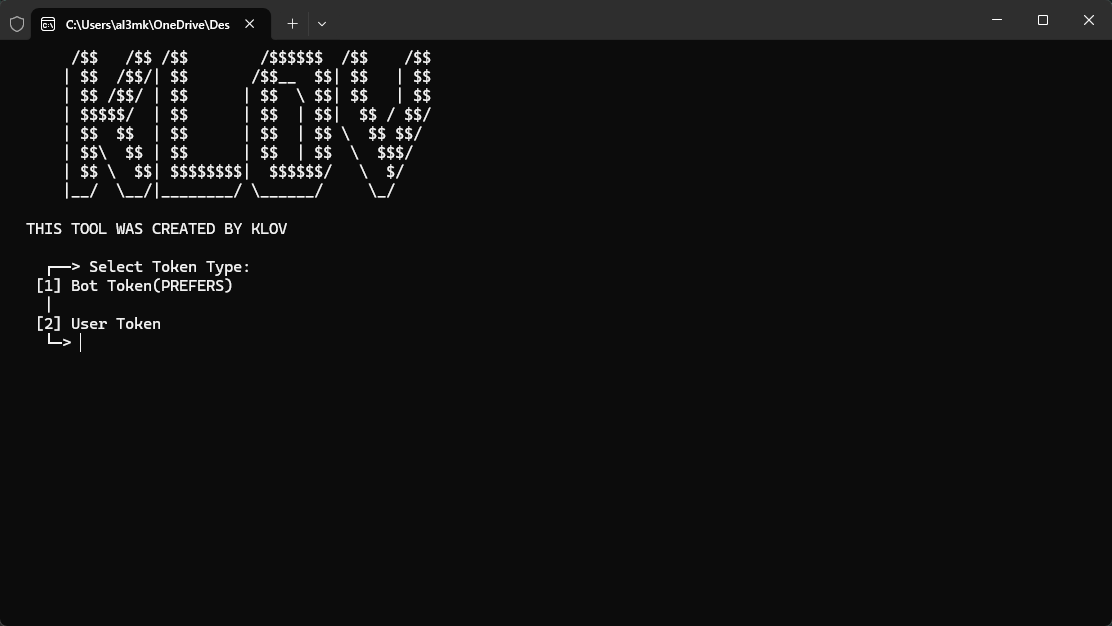 C:\Users\al3mk\OneDrive\Des
 /$$   /$$ /$$        /$$$$$$  /$$    /$$
| $$  /$$/| $$       /$$__  $$| $$   | $$
| $$ /$$/ | $$      | $$  \ $$| $$   | $$
| $$$$$/  | $$      | $$  | $$|  $$ / $$/
| $$  $$  | $$      | $$  | $$ \  $$ $$/
| $$\  $$ | $$      | $$  | $$  \  $$$/
| $$ \  $$| $$$$$$$$|  $$$$$$/   \  $/
|__/  \__/|________/ \______/     \_/
THIS TOOL WAS CREATED BY KLOV
┌──> Select Token Type:
[1] Bot Token(PREFERS)
|
[2] User Token
└─>